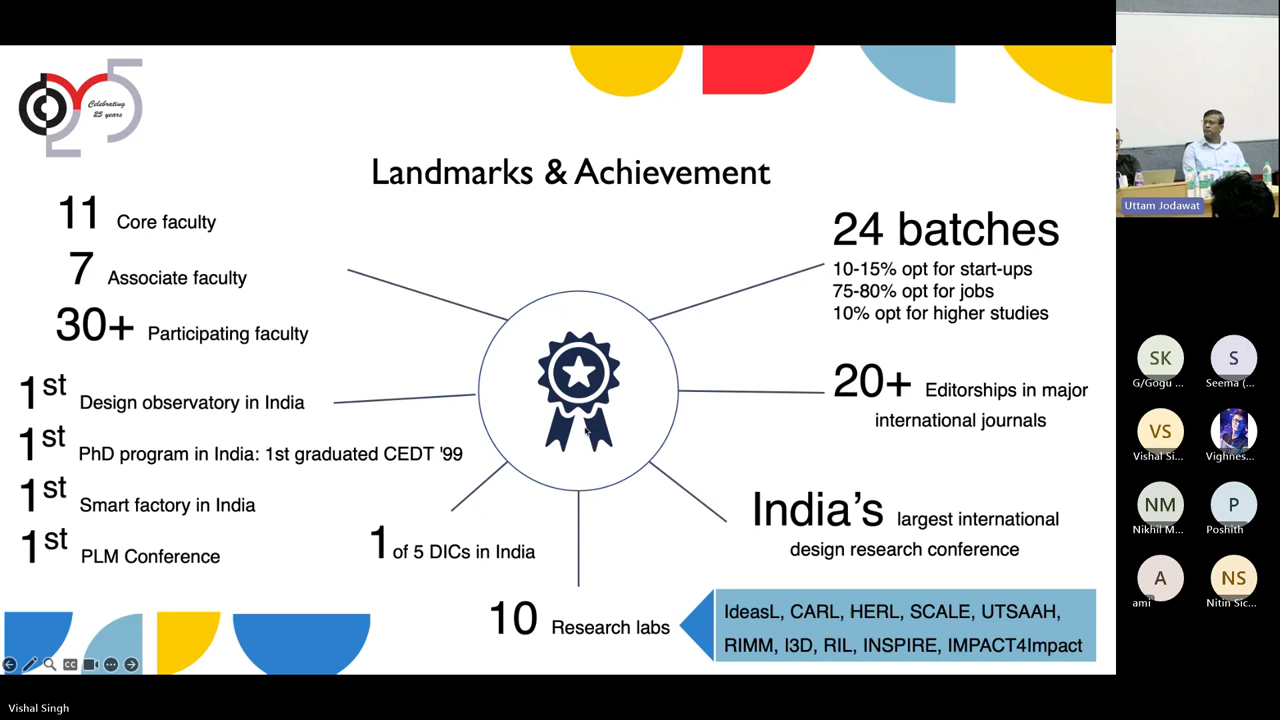 Celebrating
25 years
Landmarks & Achievement
11 Core faculty
7 Associate faculty
30+ Participating faculty
1st Design observatory in India
1st PhD program in India: 1st graduated CEDT '99
1st Smart factory in India
1st PLM Conference
1 of 5 DICs in India
10 Research labs
IdeasL, CARL, HERL, SCALE, UTSAAH,
RIMM, I3D, RIL, INSPIRE, IMPACT4Impact
24 batches
10-15% opt for start-ups
75-80% opt for jobs
10% opt for higher studies
20+ Editorships in major
international journals
India's largest international
design research conference
CC
Uttam Jodawat
SK
G/Gogu ...
S
Seema (...
VS
Vishal Si...
Vighnes...
NM
Nikhil M...
P
Poshith
A
ami
NS
Nitin Sic...
Vishal Singh